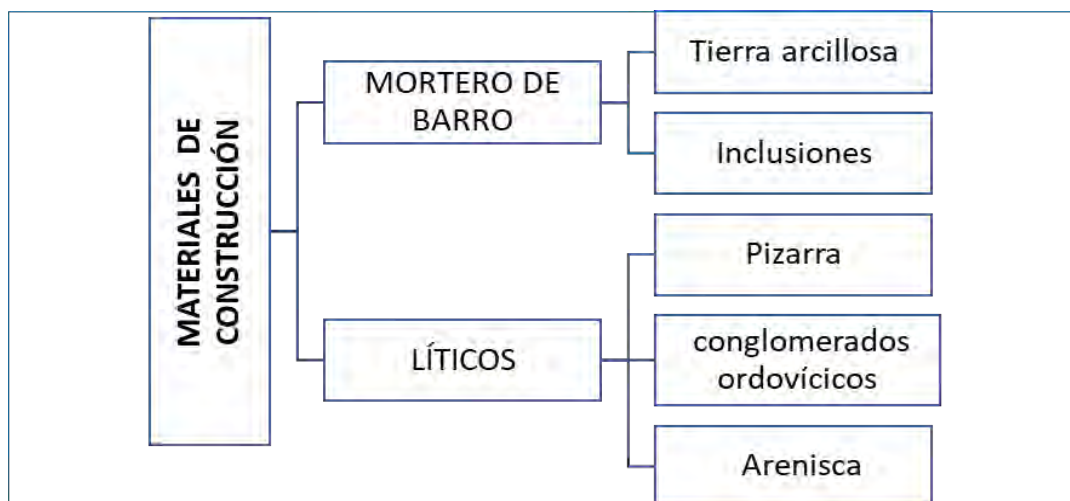 MATERIALES DE
CONSTRUCCIÓN
MORTERO DE
BARRO
Tierra arcillosa
Inclusiones
LÍTICOS
Pizarra
conglomerados
ordovícicos
Arenisca